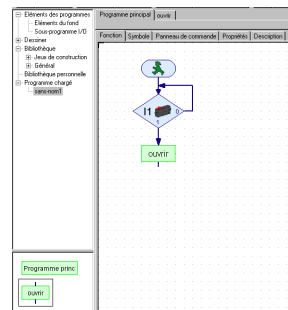 Eléments des programmes
Eléments du fond
Sous-programme I/O
Dessiner
Bibliothèque
Jeux de construction
Général
Bibliothèque personnelle
Programme chargé
sans-nom1
Programme principal
ouvrir
Fonction
Symbole
Panneau de commande
Propriétés
Description
I1
0
1
ouvrir
Programme princ
ouvrir